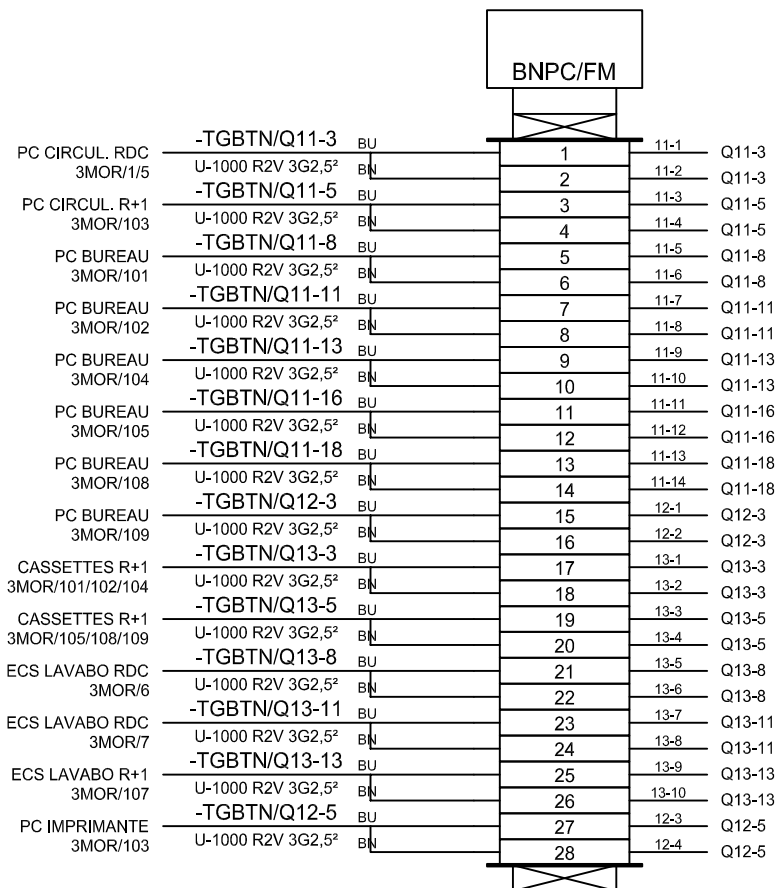 BNPC/FM
PC CIRCUL. RDC -TGBTN/Q11-3 BU 1 11-1 Q11-3
3MOR/1/5 U-1000 R2V 3G2,5² BN 2 11-2 Q11-3
PC CIRCUL. R+1 -TGBTN/Q11-5 BU 3 11-3 Q11-5
3MOR/103 U-1000 R2V 3G2,5² BN 4 11-4 Q11-5
PC BUREAU -TGBTN/Q11-8 BU 5 11-5 Q11-8
3MOR/101 U-1000 R2V 3G2,5² BN 6 11-6 Q11-8
PC BUREAU -TGBTN/Q11-11 BU 7 11-7 Q11-11
3MOR/102 U-1000 R2V 3G2,5² BN 8 11-8 Q11-11
PC BUREAU -TGBTN/Q11-13 BU 9 11-9 Q11-13
3MOR/104 U-1000 R2V 3G2,5² BN 10 11-10 Q11-13
PC BUREAU -TGBTN/Q11-16 BU 11 11-11 Q11-16
3MOR/105 U-1000 R2V 3G2,5² BN 12 11-12 Q11-16
PC BUREAU -TGBTN/Q11-18 BU 13 11-13 Q11-18
3MOR/108 U-1000 R2V 3G2,5² BN 14 11-14 Q11-18
PC BUREAU -TGBTN/Q12-3 BU 15 12-1 Q12-3
3MOR/109 U-1000 R2V 3G2,5² BN 16 12-2 Q12-3
CASSETTES R+1 -TGBTN/Q13-3 BU 17 13-1 Q13-3
3MOR/101/102/104 U-1000 R2V 3G2,5² BN 18 13-2 Q13-3
CASSETTES R+1 -TGBTN/Q13-5 BU 19 13-3 Q13-5
3MOR/105/108/109 U-1000 R2V 3G2,5² BN 20 13-4 Q13-5
ECS LAVABO RDC -TGBTN/Q13-8 BU 21 13-5 Q13-8
3MOR/6 U-1000 R2V 3G2,5² BN 22 13-6 Q13-8
ECS LAVABO RDC -TGBTN/Q13-11 BU 23 13-7 Q13-11
3MOR/7 U-1000 R2V 3G2,5² BN 24 13-8 Q13-11
ECS LAVABO R+1 -TGBTN/Q13-13 BU 25 13-9 Q13-13
3MOR/107 U-1000 R2V 3G2,5² BN 26 13-10 Q13-13
PC IMPRIMANTE -TGBTN/Q12-5 BU 27 12-3 Q12-5
3MOR/103 U-1000 R2V 3G2,5² BN 28 12-4 Q12-5